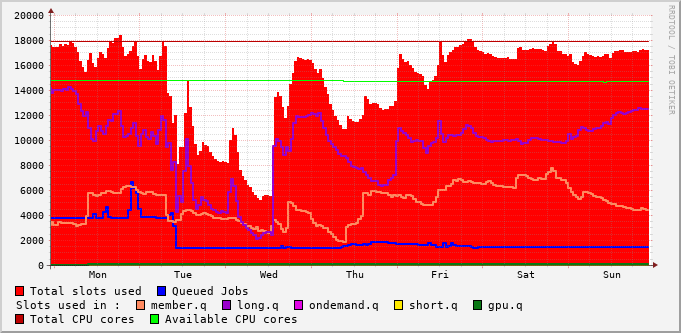 20000
18000
16000
14000
12000
10000
8000
6000
4000
2000
0
Mon Tue Wed Thu Fri Sat Sun
RRDTOOL / TOBI OETIKER
Total slots used Queued Jobs
Slots used in : member.q long.q ondemand.q short.q gpu.q
Total CPU cores Available CPU cores